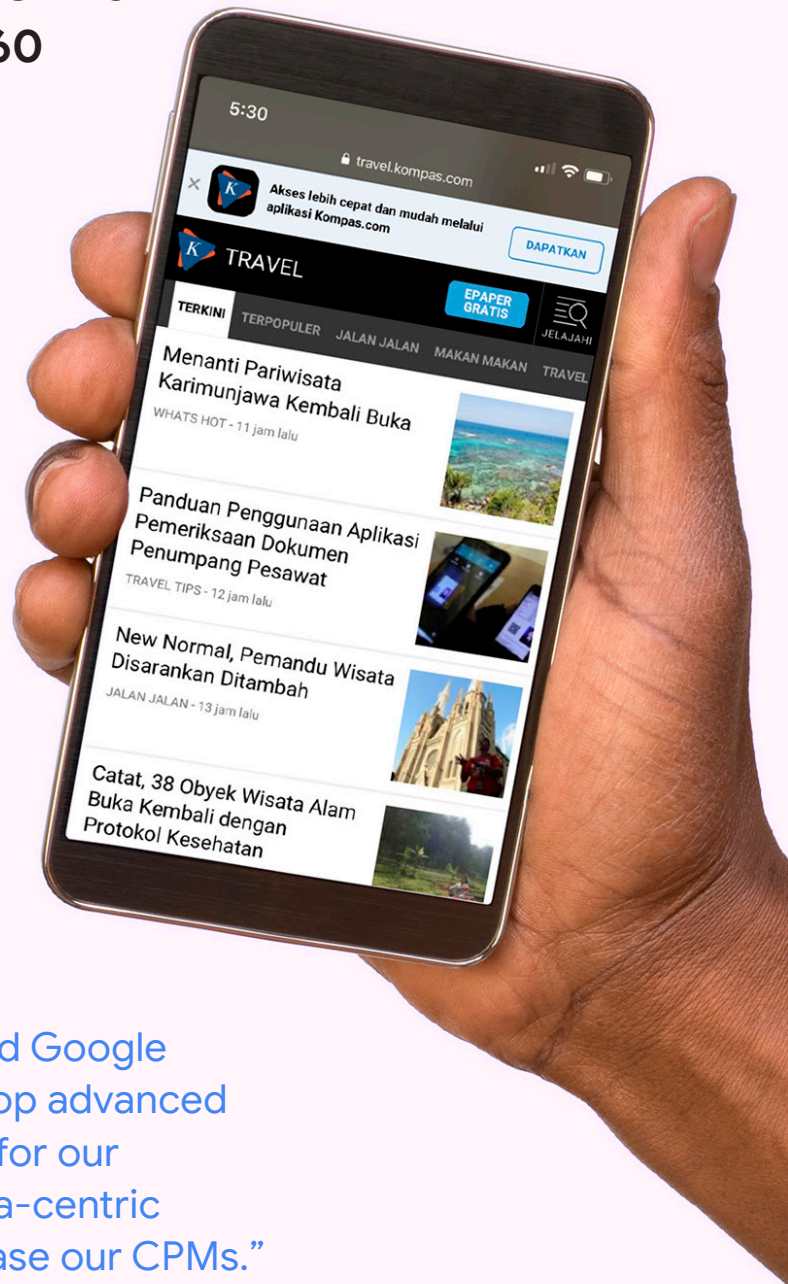 60
5:30
travel.kompas.com
Akses lebih cepat dan mudah melalui
aplikasi Kompas.com
DAPATKAN
K
K
TRAVEL
EPAPER
GRATIS
JELAJAHI
TERKINI
TERPOPULER
JALAN JALAN
MAKAN MAKAN
TRAVEL
Menanti Pariwisata
Karimunjawa Kembali Buka
WHATS HOT - 11 jam lalu
Panduan Penggunaan Aplikasi
Pemeriksaan Dokumen
Penumpang Pesawat
TRAVEL TIPS - 12 jam lalu
New Normal, Pemandu Wisata
Disarankan Ditambah
JALAN JALAN - 13 jam lalu
Catat, 38 Obyek Wisata Alam
Buka Kembali dengan
Protokol Kesehatan
d Google
op advanced
for our
a-centric
ase our CPMs.”